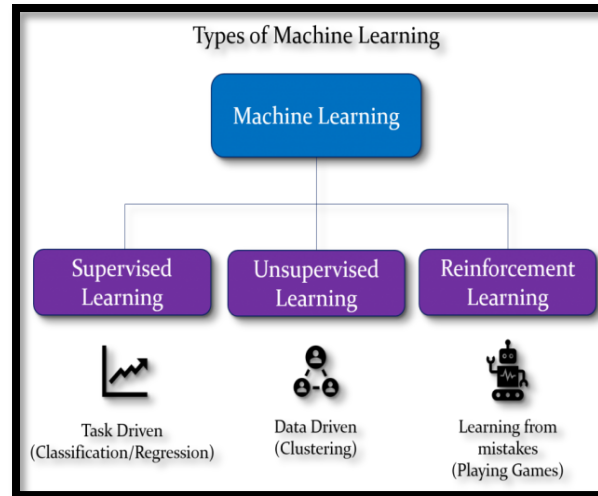 Types of Machine Learning
Machine Learning
Supervised
Learning
Unsupervised
Learning
Reinforcement
Learning
Task Driven
(Classification/Regression)
Data Driven
(Clustering)
Learning from
mistakes
(Playing Games)